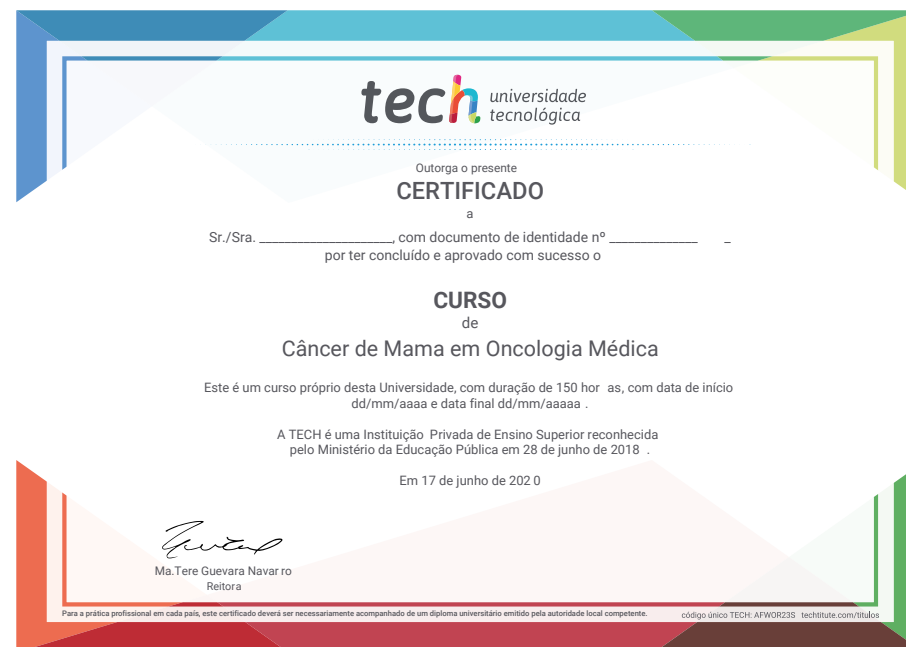 tech universidade
tecnológica
Outorga o presente
CERTIFICADO
a
Sr./Sra. ______________________, com documento de identidade nº ______________ _
por ter concluído e aprovado com sucesso o
CURSO
de
Câncer de Mama em Oncologia Médica
Este é um curso próprio desta Universidade, com duração de 150 hor as, com data de início
dd/mm/aaaa e data final dd/mm/aaaaa .
A TECH é uma Instituição Privada de Ensino Superior reconhecida
pelo Ministério da Educação Pública em 28 de junho de 2018 .
Em 17 de junho de 202 0
Ma.Tere Guevara Navar ro
Reitora
Para a prática profissional em cada país, este certificado deverá ser necessariamente acompanhado de um diploma universitário emitido pela autoridade local competente.
código único TECH: AFWOR23S techtitute.com/titulos